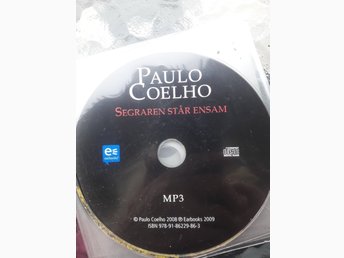 PAULO
COELHO
SEGRAREN STÅR ENSAM
MP3
© Paulo Coelho 2008 ℗ Earbooks 2009
ISBN 978-91-86229-86-3